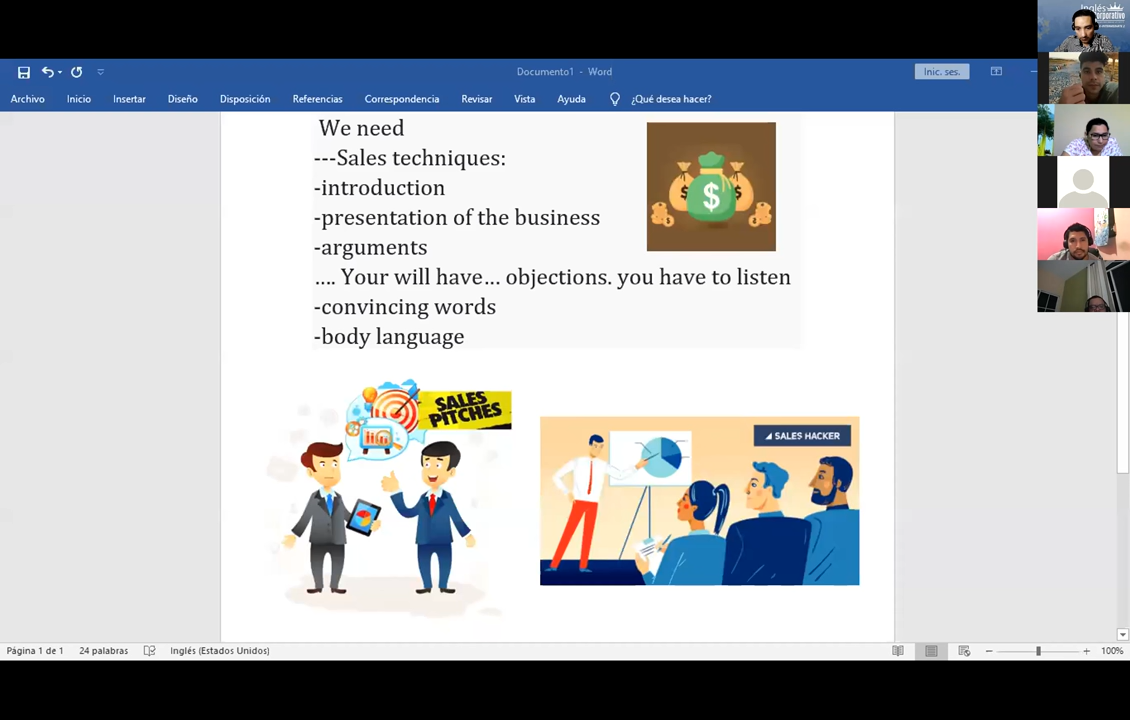 Inglés
Corporativo
Documento1 - Word
Inic. ses.
Archivo
Inicio
Insertar
Diseño
Disposición
Referencias
Correspondencia
Revisar
Vista
Ayuda
¿Qué desea hacer?
We need
---Sales techniques:
-introduction
-presentation of the business
-arguments
.... Your will have... objections. you have to listen
-convincing words
-body language
$ $ $
SALES
PITCHES
SALES HACKER
Página 1 de 1
24 palabras
Inglés (Estados Unidos)
100%